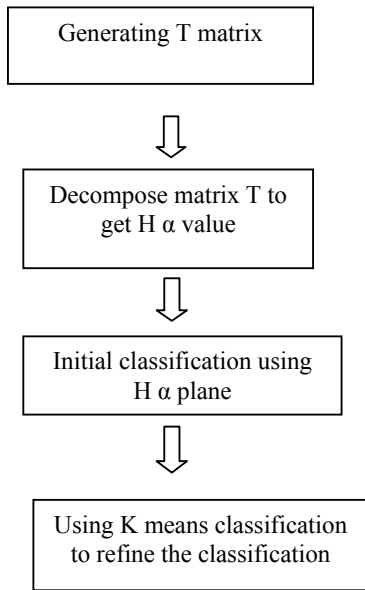 Generating T matrix
Decompose matrix T to
get H α value
Initial classification using
H α plane
Using K means classification
to refine the classification